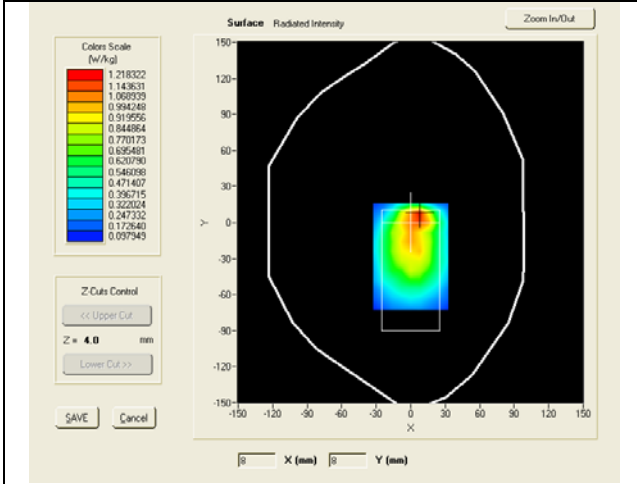 Surface Radiated Intensity
Zoom In/Out
Colors Scale
(W/kg)
1.218322
1.143631
1.068939
0.994248
0.919556
0.844864
0.770173
0.695481
0.620790
0.546098
0.471407
0.396715
0.322024
0.247332
0.172640
0.097949
Z-Cuts Control
<< Upper Cut
Z = 4.0 mm
Lower Cut >>
SAVE Cancel
150-
120-
90-
60-
30-
0-
-30-
-60-
-90-
-120-
-150-
Y
-150 -120 -90 -60 -30 0 30 60 90 120 150
X
8 X (mm) 8 Y (mm)